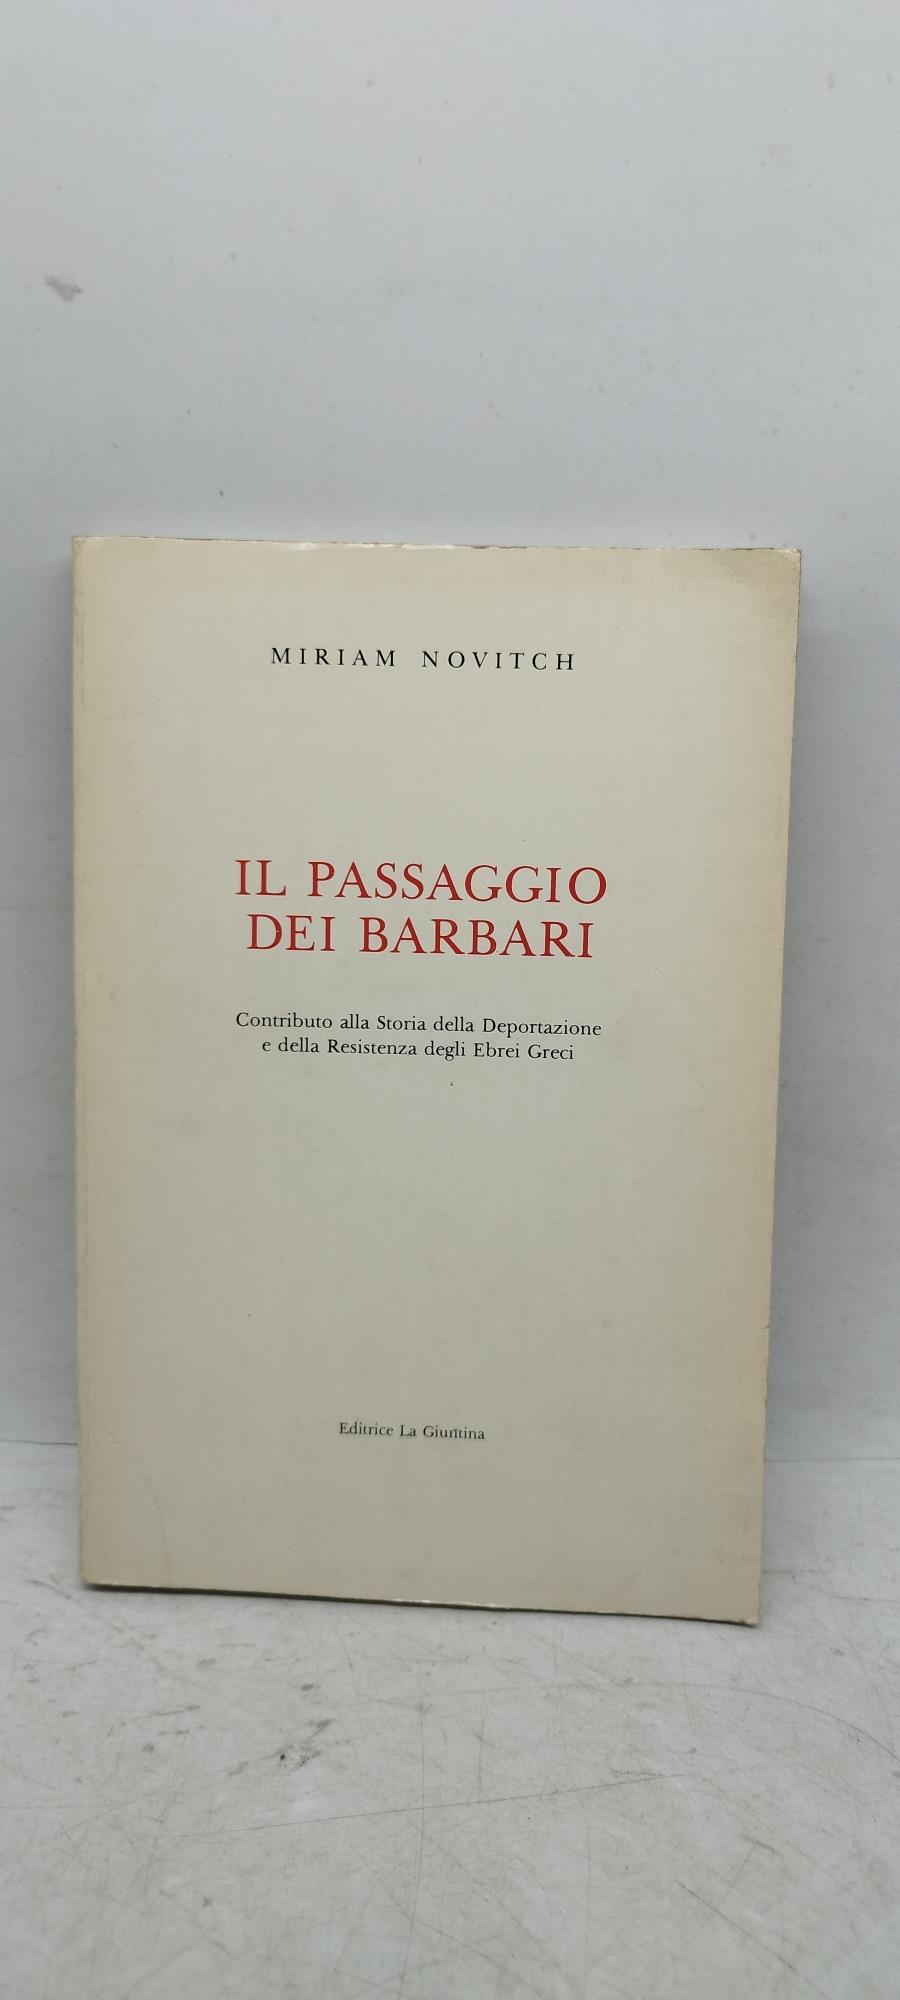 MIRIAM NOVITCH
IL PASSAGGIO
DEI BARBARI
Contributo alla Storia della Deportazione
e della Resistenza degli Ebrei Greci
Editrice La Giuntina